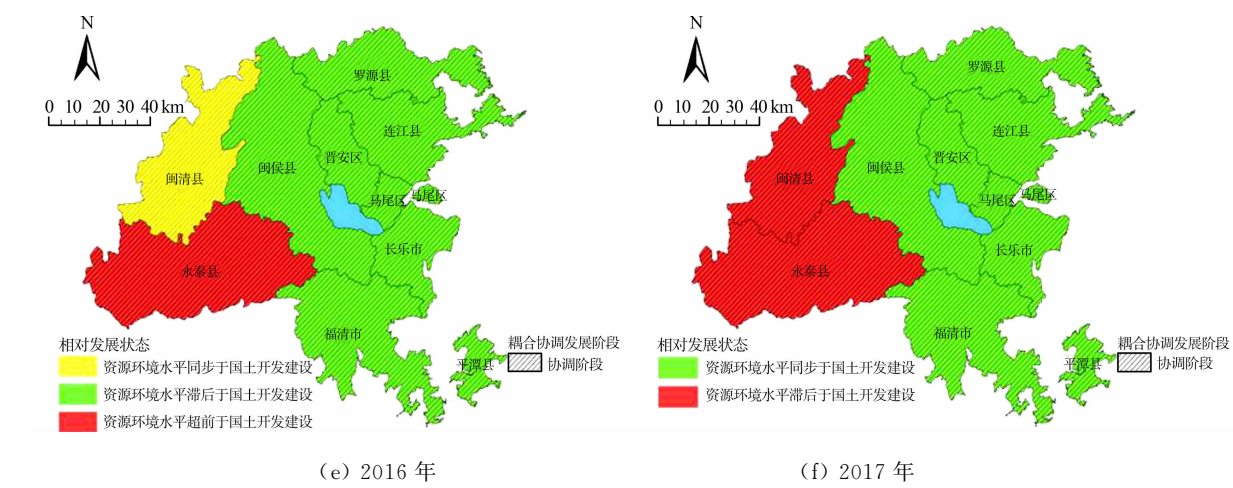 N
0 10 20 30 40 km
罗源县
连江县
晋安区
闽侯县
闽清县
马尾区
马尾区
长乐市
永泰县
福清市
平潭县
相对发展状态
资源环境水平同步于国土开发建设
资源环境水平滞后于国土开发建设
资源环境水平超前于国土开发建设
耦合协调发展阶段
协调阶段
(e) 2016 年
N
0 10 20 30 40 km
罗源县
连江县
晋安区
闽侯县
闽清县
马尾区
马尾区
长乐市
永泰县
福清市
平潭县
相对发展状态
资源环境水平同步于国土开发建设
资源环境水平滞后于国土开发建设
耦合协调发展阶段
协调阶段
(f) 2017 年